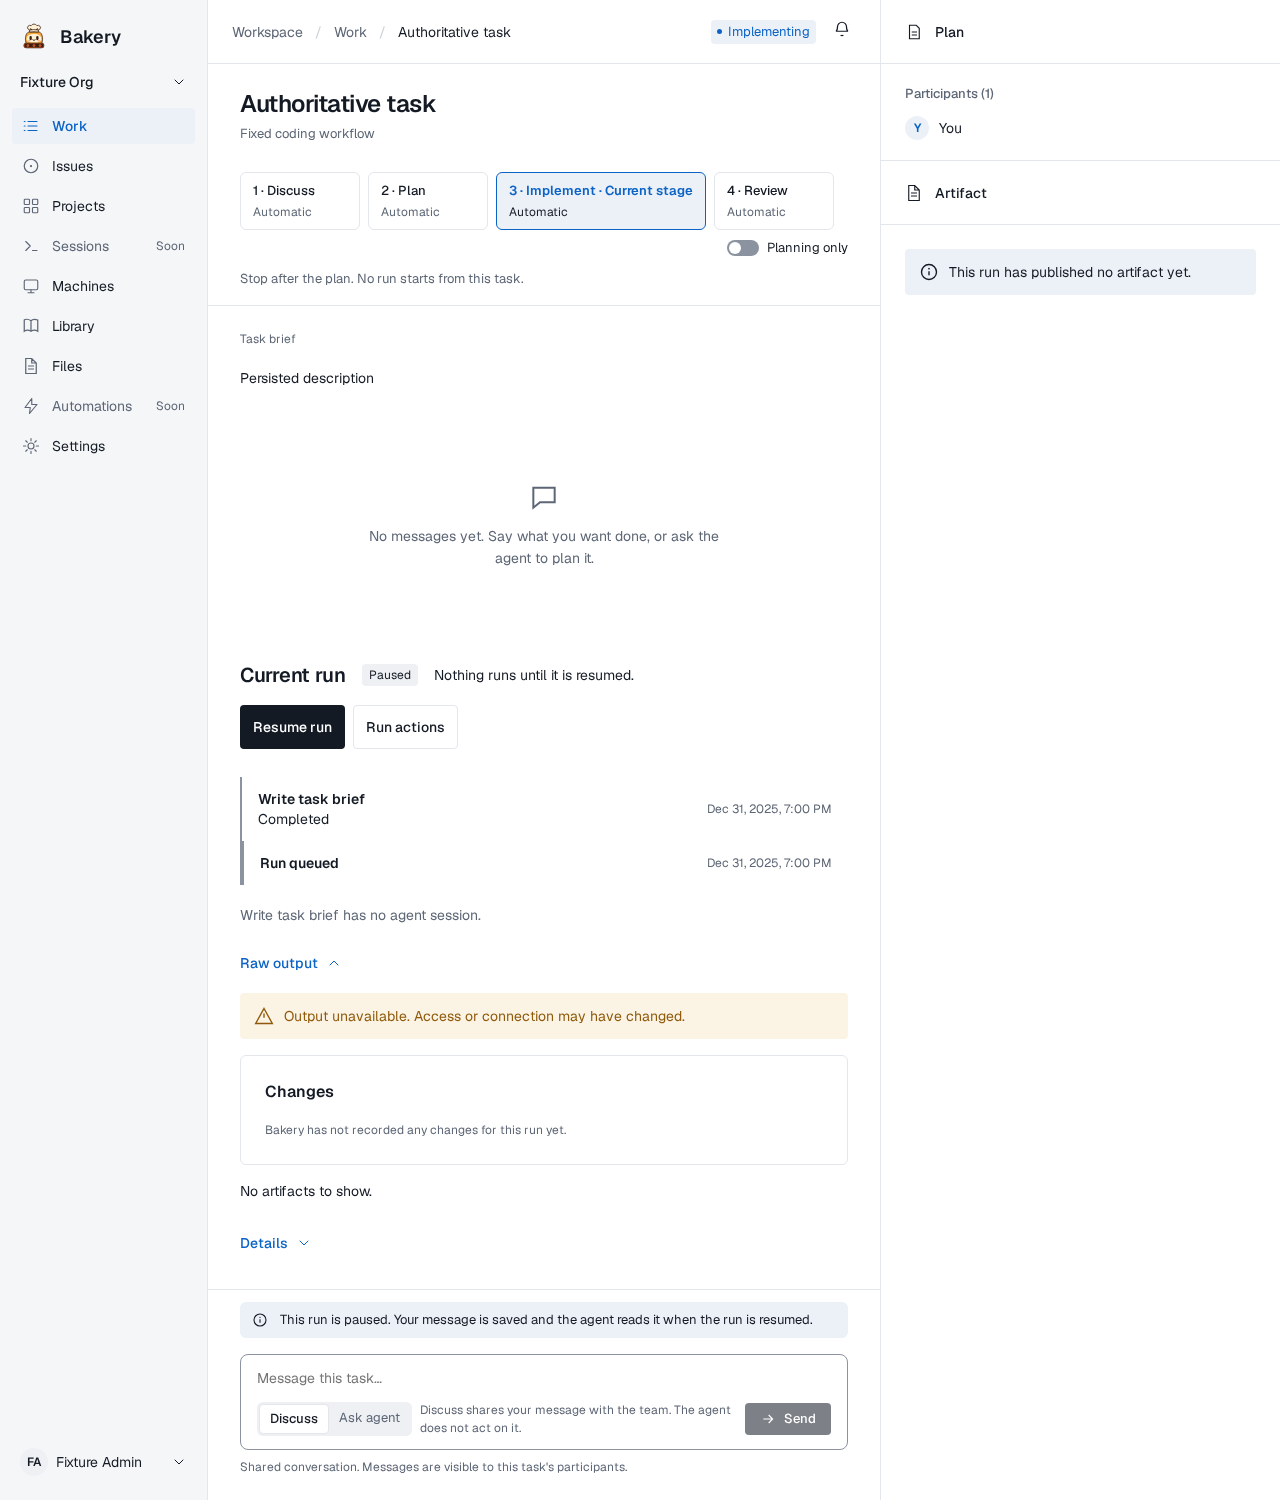 Bakery
Fixture Org
Work
Issues
Projects
Sessions Soon
Machines
Library
Files
Automations Soon
Settings
FA Fixture Admin
Workspace / Work / Authoritative task
Implementing
Authoritative task
Fixed coding workflow
1 · Discuss
Automatic
2 · Plan
Automatic
3 · Implement · Current stage
Automatic
4 · Review
Automatic
Planning only
Stop after the plan. No run starts from this task.
Task brief
Persisted description
No messages yet. Say what you want done, or ask the
agent to plan it.
Current run Paused Nothing runs until it is resumed.
Resume run Run actions
Write task brief
Completed
Dec 31, 2025, 7:00 PM
Run queued Dec 31, 2025, 7:00 PM
Write task brief has no agent session.
Raw output
Output unavailable. Access or connection may have changed.
Changes
Bakery has not recorded any changes for this run yet.
No artifacts to show.
Details
This run is paused. Your message is saved and the agent reads it when the run is resumed.
Message this task...
Discuss Ask agent
Discuss shares your message with the team. The agent
does not act on it.
Send
Shared conversation. Messages are visible to this task's participants.
Plan
Participants (1)
Y You
Artifact
This run has published no artifact yet.